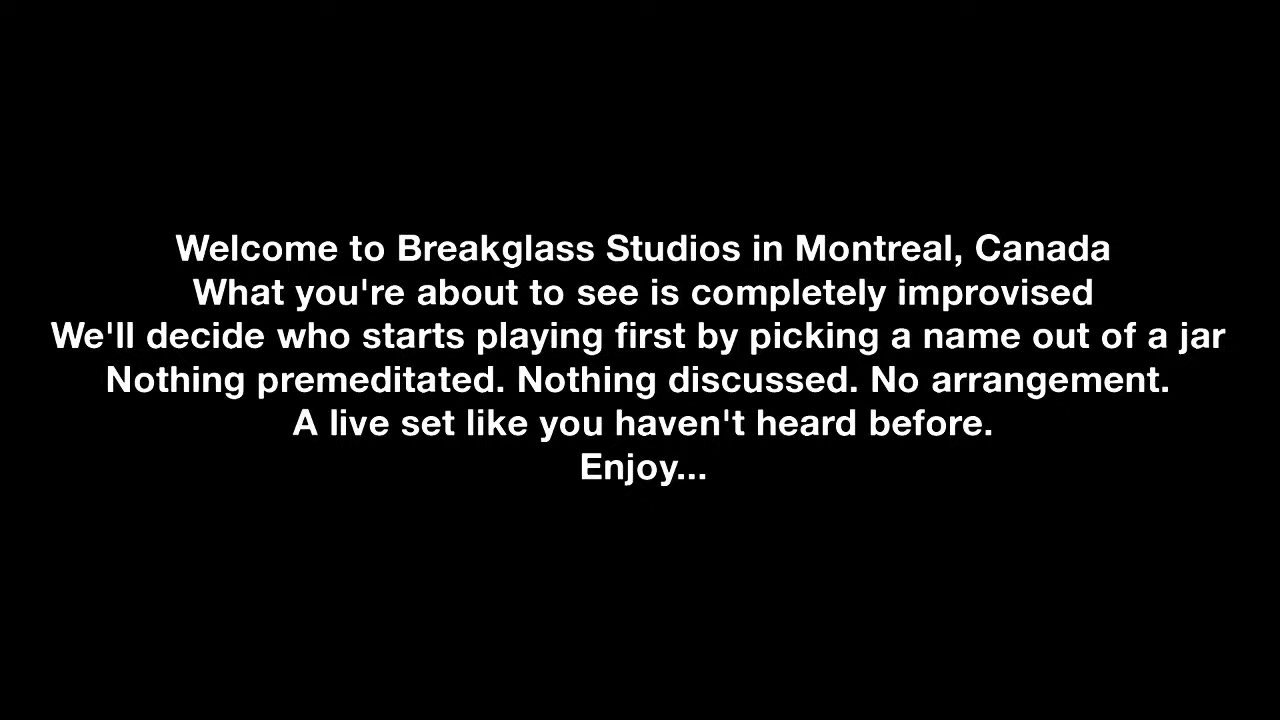 Welcome to Breakglass Studios in Montreal, Canada
What you're about to see is completely improvised
We'll decide who starts playing first by picking a name out of a jar
Nothing premeditated. Nothing discussed. No arrangement.
A live set like you haven't heard before.
Enjoy...